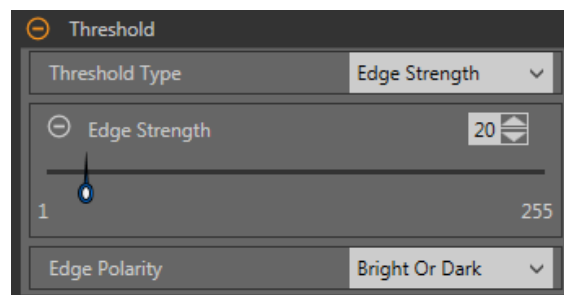 Threshold
Threshold Type Edge Strength
Edge Strength 20
1 255
Edge Polarity Bright Or Dark